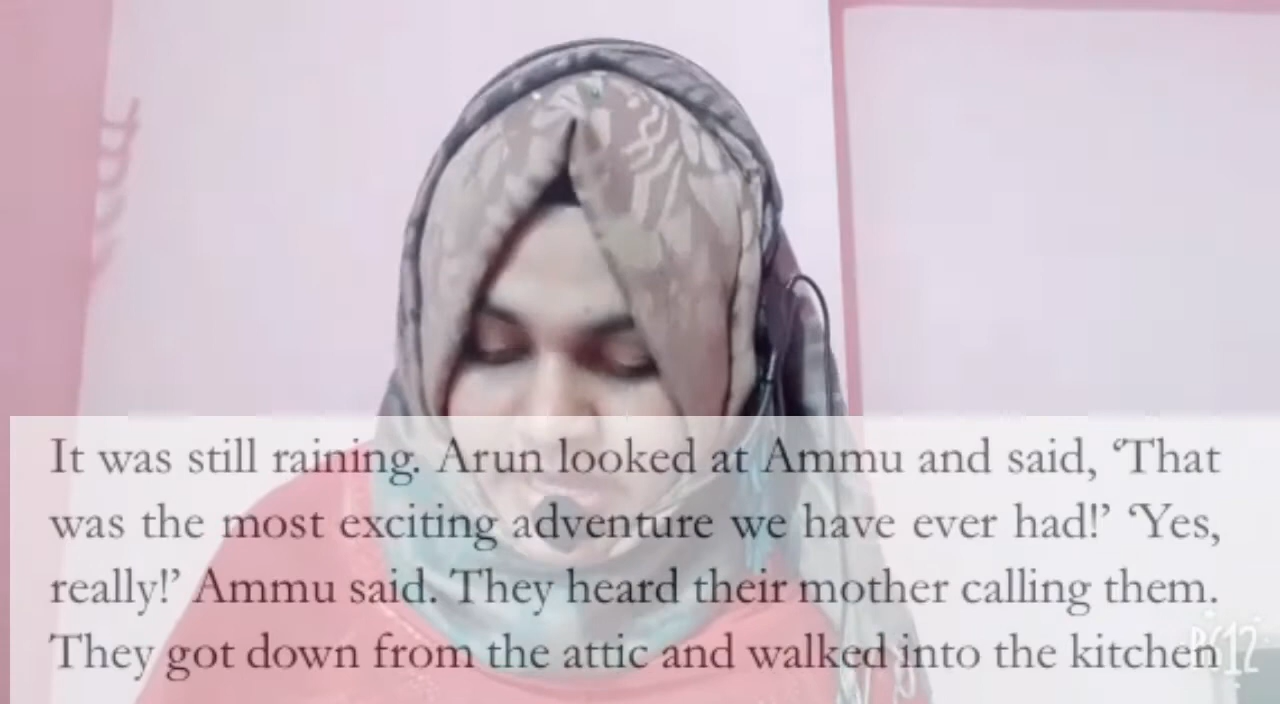 It was still raining. Arun looked at Ammu and said, ‘That
was the most exciting adventure we have ever had!’ ‘Yes,
really!’ Ammu said. They heard their mother calling them.
They got down from the attic and walked into the kitchen